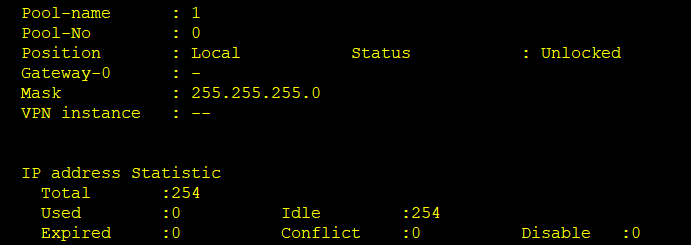 Pool-name : 1
Pool-No : 0
Position : Local Status : Unlocked
Gateway-0 : -
Mask : 255.255.255.0
VPN instance : --
IP address Statistic
Total :254
Used :0 Idle :254
Expired :0 Conflict :0 Disable :0